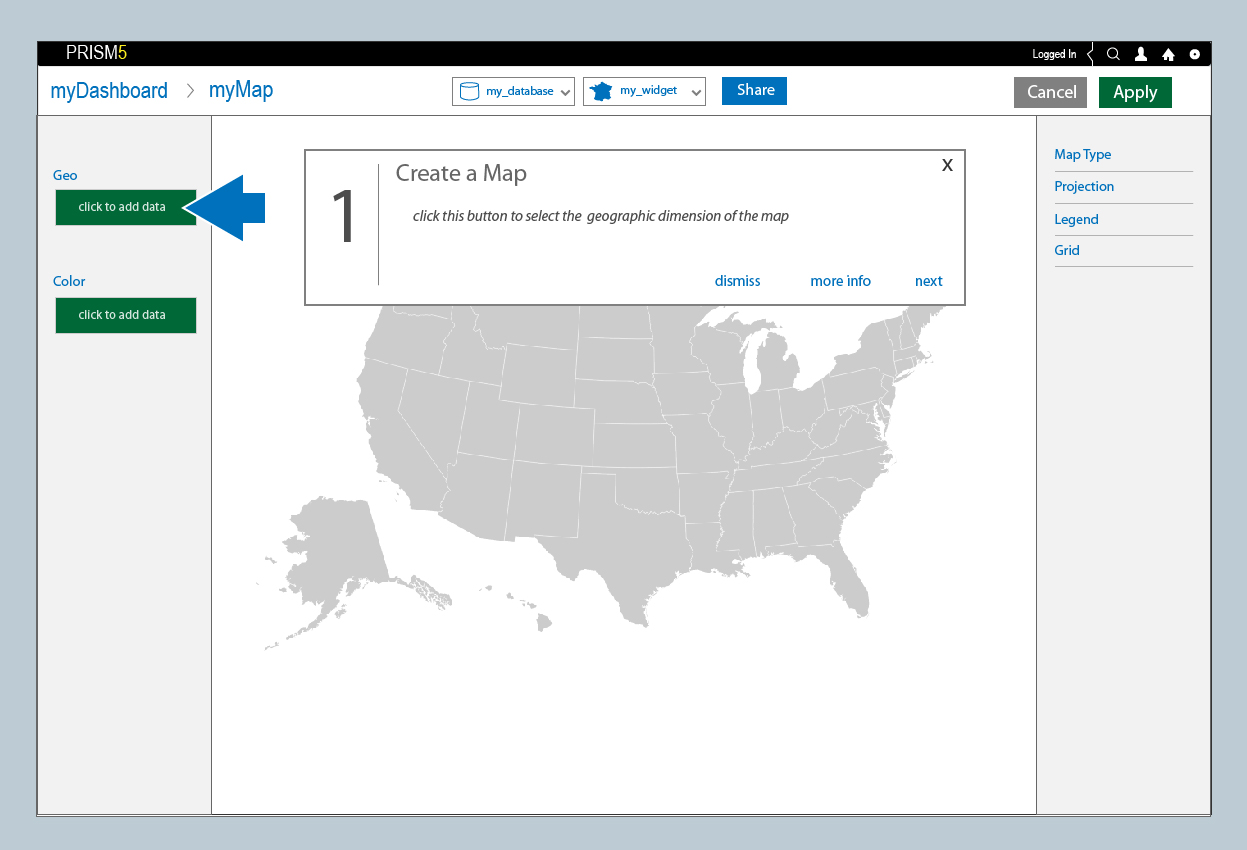 PRISM5
Logged In
myDashboard > myMap
my_database
my_widget
Share
Cancel
Apply
Geo
click to add data
Color
click to add data
1
Create a Map
X
click this button to select the geographic dimension of the map
dismiss
more info
next
Map Type
Projection
Legend
Grid